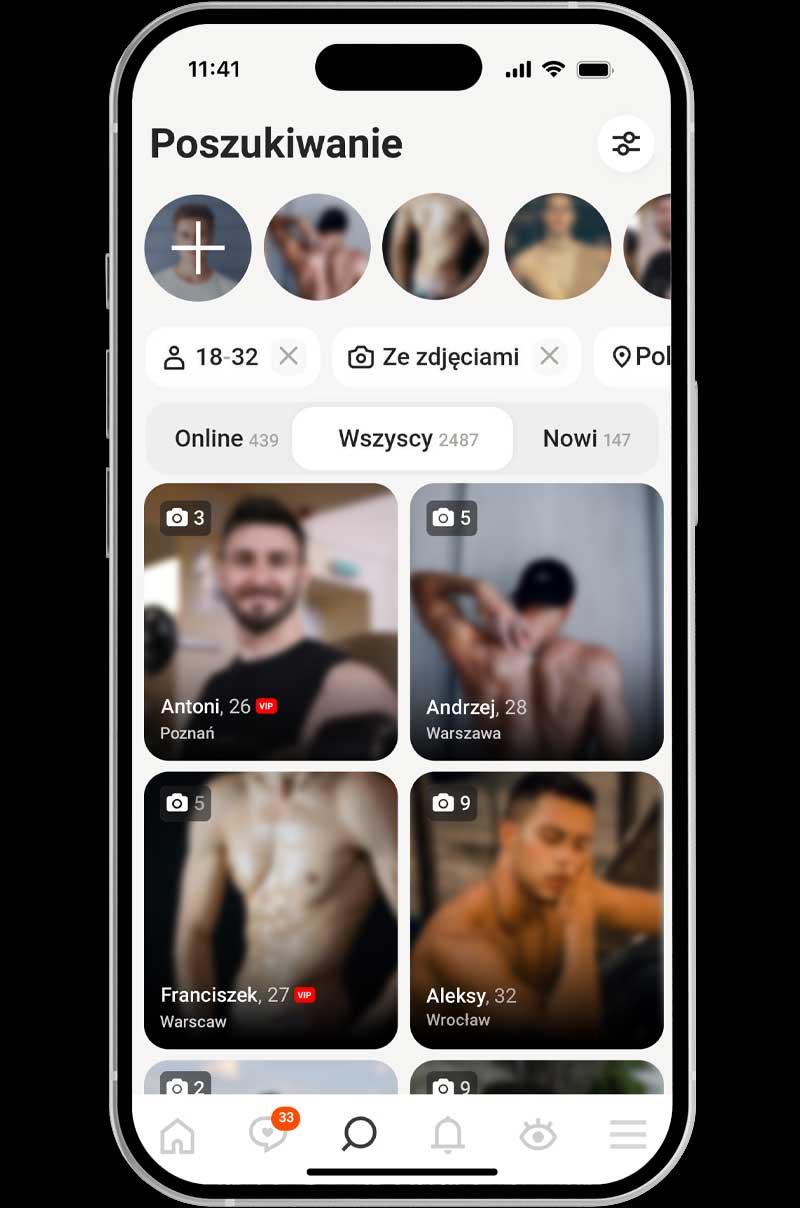 11:41
Poszukiwanie
18-32
Ze zdjęciami
Pol
Online 439
Wszyscy 2487
Nowi 147
3
5
Antoni, 26 VIP
Poznań
Andrzej, 28
Warszawa
5
9
Franciszek, 27 VIP
Warscaw
Aleksy, 32
Wrocław
2
9
33